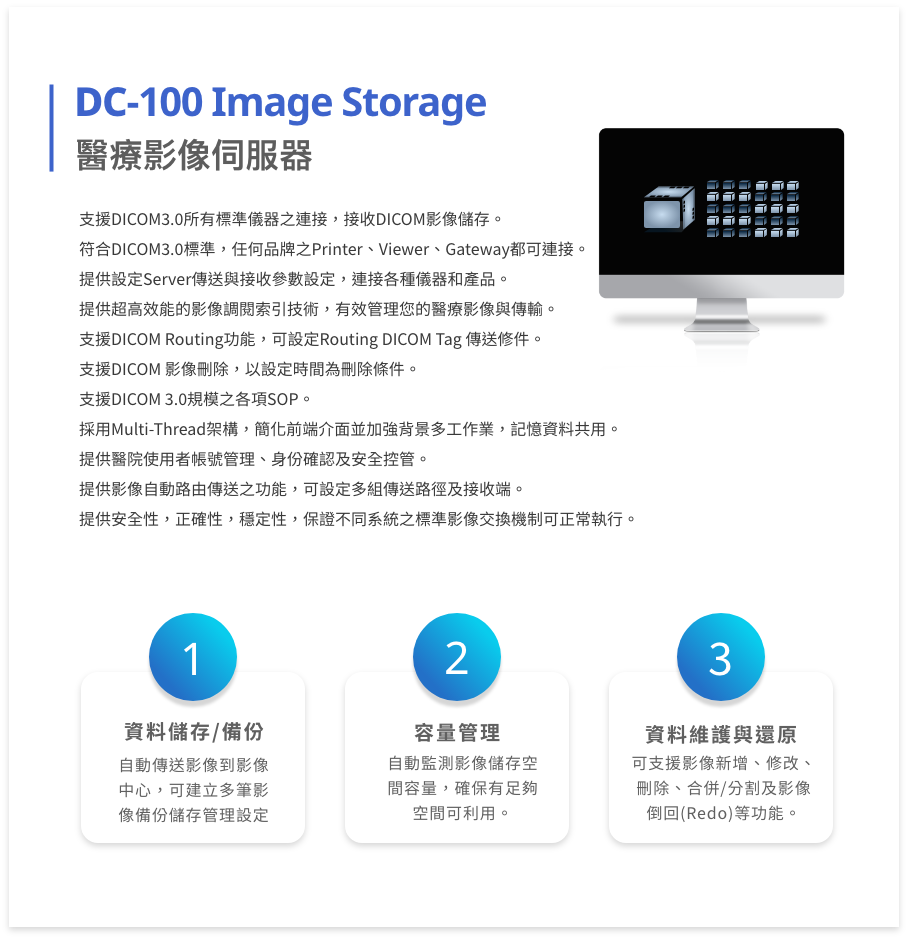 DC-100 Image Storage
醫療影像伺服器
支援DICOM3.0所有標準儀器之連接，接收DICOM影像儲存。
符合DICOM3.0標準，任何品牌之Printer、Viewer、Gateway都可連接。
提供設定Server傳送與接收參數設定，連接各種儀器和產品。
提供超高效能的影像調閱索引技術，有效管理您的醫療影像與傳輸。
支援DICOM Routing功能，可設定Routing DICOM Tag 傳送修件。
支援DICOM 影像刪除，以設定時間為刪除條件。
支援DICOM 3.0規模之各項SOP。
採用Multi-Thread架構，簡化前端介面並加強背景多工作業，記憶資料共用。
提供醫院使用者帳號管理、身份確認及安全控管。
提供影像自動路由傳送之功能，可設定多組傳送路徑及接收端。
提供安全性，正確性，穩定性，保證不同系統之標準影像交換機制可正常執行。
1
資料儲存/備份
自動傳送影像到影像
中心，可建立多筆影
像備份儲存管理設定
2
容量管理
自動監測影像儲存空
間容量，確保有足夠
空間可利用。
3
資料維護與還原
可支援影像新增、修改、
刪除、合併/分割及影像
倒回(Redo)等功能。